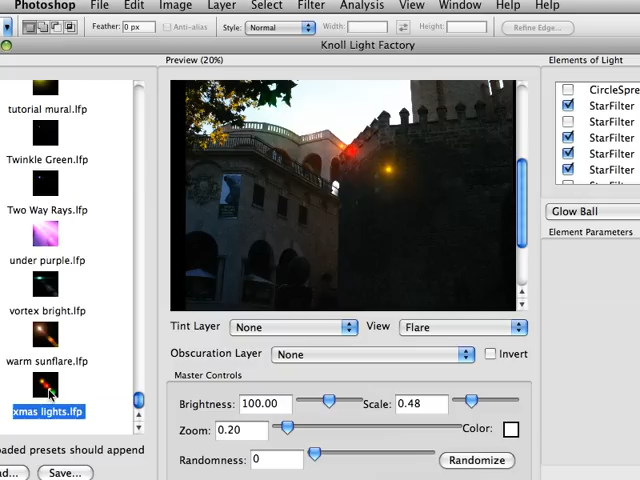 Photoshop File Edit Image Layer Select Filter Analysis View Window Help Help
Feather: 0 px Anti-alias Style: Normal Width: Height: Refine Edge...
Knoll Light Factory
Preview (20%)
Elements of Light
tutorial mural.lfp
Twinkle Green.lfp
Two Way Rays.lfp
under purple.lfp
vortex bright.lfp
warm sunflare.lfp
xmas lights.lfp
oaded presets should append
ad... Save...
CircleSpre
StarFilter
StarFilter
StarFilter
StarFilter
StarFilter
Glow Ball
Element Parameters
Tint Layer None View Flare
Obscuration Layer None Invert
Master Controls
Brightness: 100.00 Scale: 0.48
Zoom: 0.20 Color:
Randomness: 0 Randomize